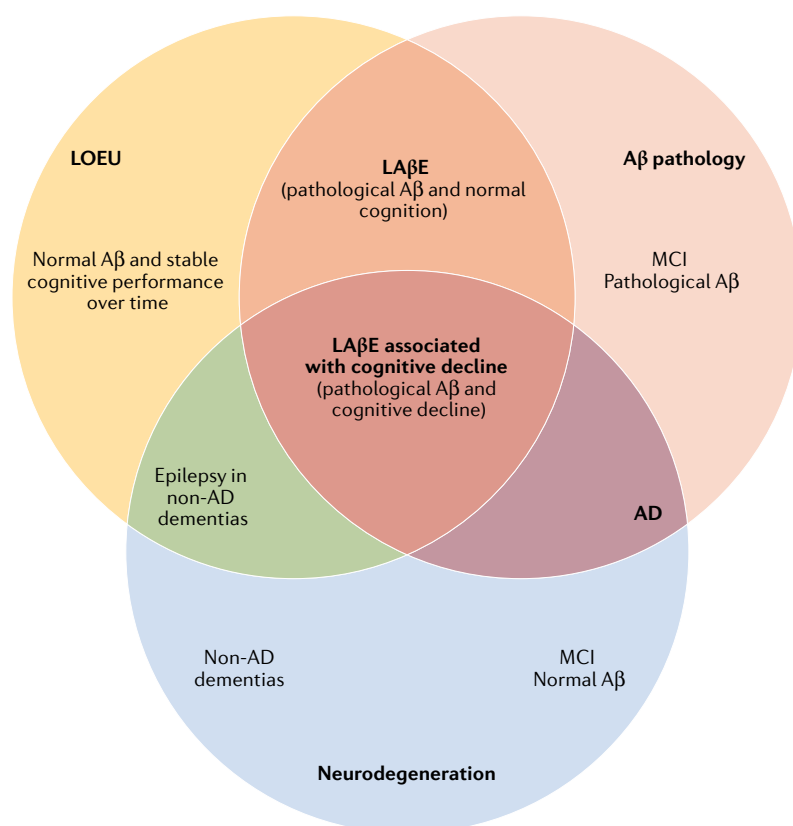 LOEU
Normal Aβ and stable
cognitive performance
over time
LAβE
(pathological Aβ and normal
cognition)
Aβ pathology
MCI
Pathological Aβ
LAβE associated
with cognitive decline
(pathological Aβ and
cognitive decline)
Epilepsy in
non-AD
dementias
AD
Non-AD
dementias
MCI
Normal Aβ
Neurodegeneration